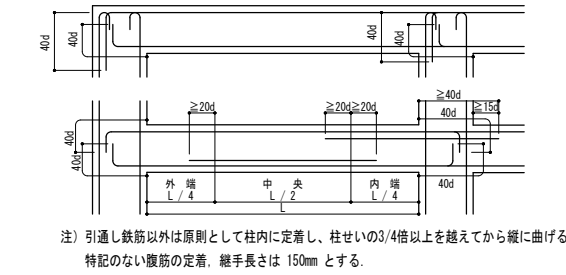 40d
40d
40d
40d
≧20d
≧20d
≧20d
≧40d
40d
≧15d
40d
40d
外 端
中 央
内 端
40d
L / 4
L / 2
L / 4
L
注）引通し鉄筋以外は原則として柱内に定着し、柱せいの3/4倍以上を越えてから縦に曲げる
特記のない腹筋の定着，継手長さは 150mm とする.